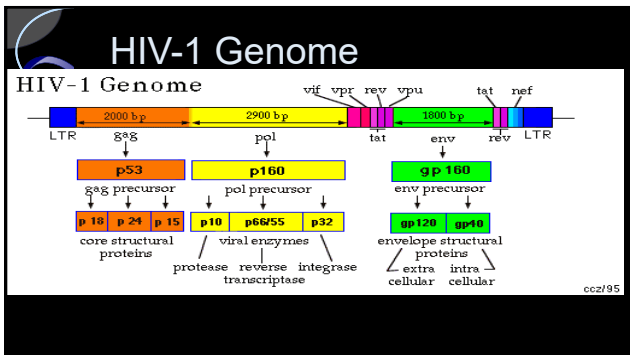 HIV-1 Genome
HIV-1 Genome
vif vpr rev vpu tat nef
2000 bp 2900 bp 1800 bp
LTR gag pol tat env rev LTR
p53 p160 gp160
gag precursor pol precursor env precursor
p 18 p 24 p 15 p10 p66/55 p32 gp120 gp40
core structural viral enzymes envelope structural
proteins proteins
protease reverse integrase extra intra
transcriptase cellular cellular
ccz/95